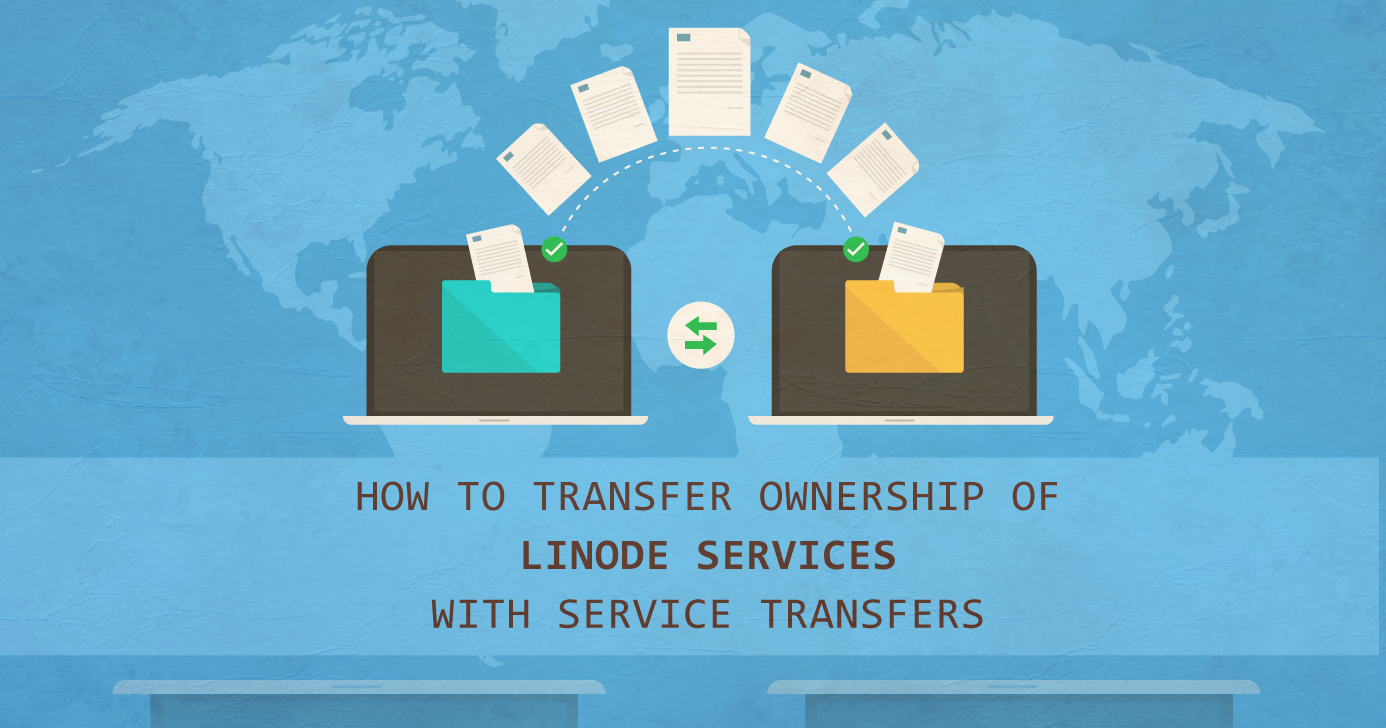 HOW TO TRANSFER OWNERSHIP OF
LINODE SERVICES
WITH SERVICE TRANSFERS